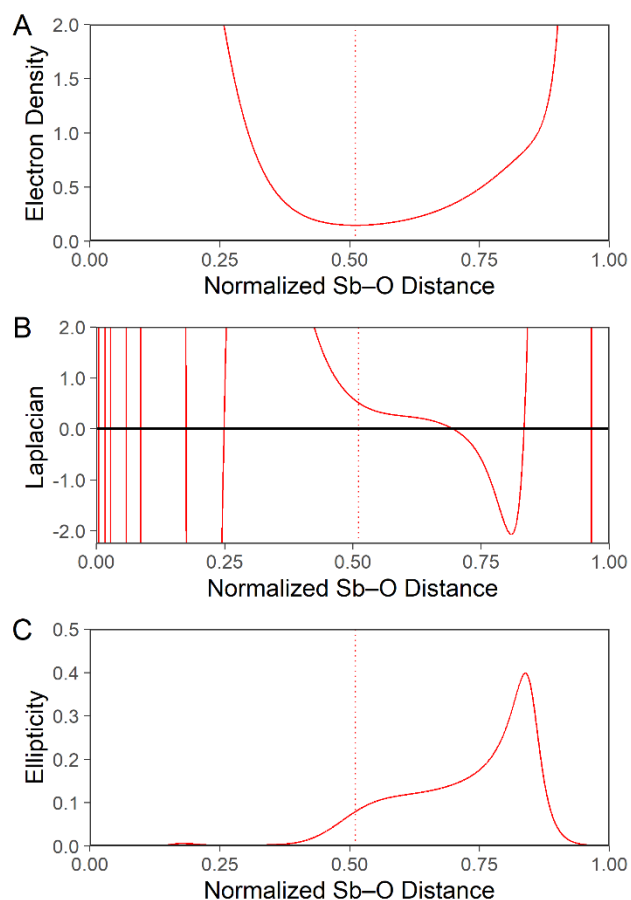 A
Electron Density
2.0
1.5
1.0
0.5
0.0
0.00 0.25 0.50 0.75 1.00
Normalized Sb–O Distance
B
Laplacian
2.0
1.0
0.0
-1.0
-2.0
0.00 0.25 0.50 0.75 1.00
Normalized Sb–O Distance
C
Ellipticity
0.5
0.4
0.3
0.2
0.1
0.0
0.00 0.25 0.50 0.75 1.00
Normalized Sb–O Distance